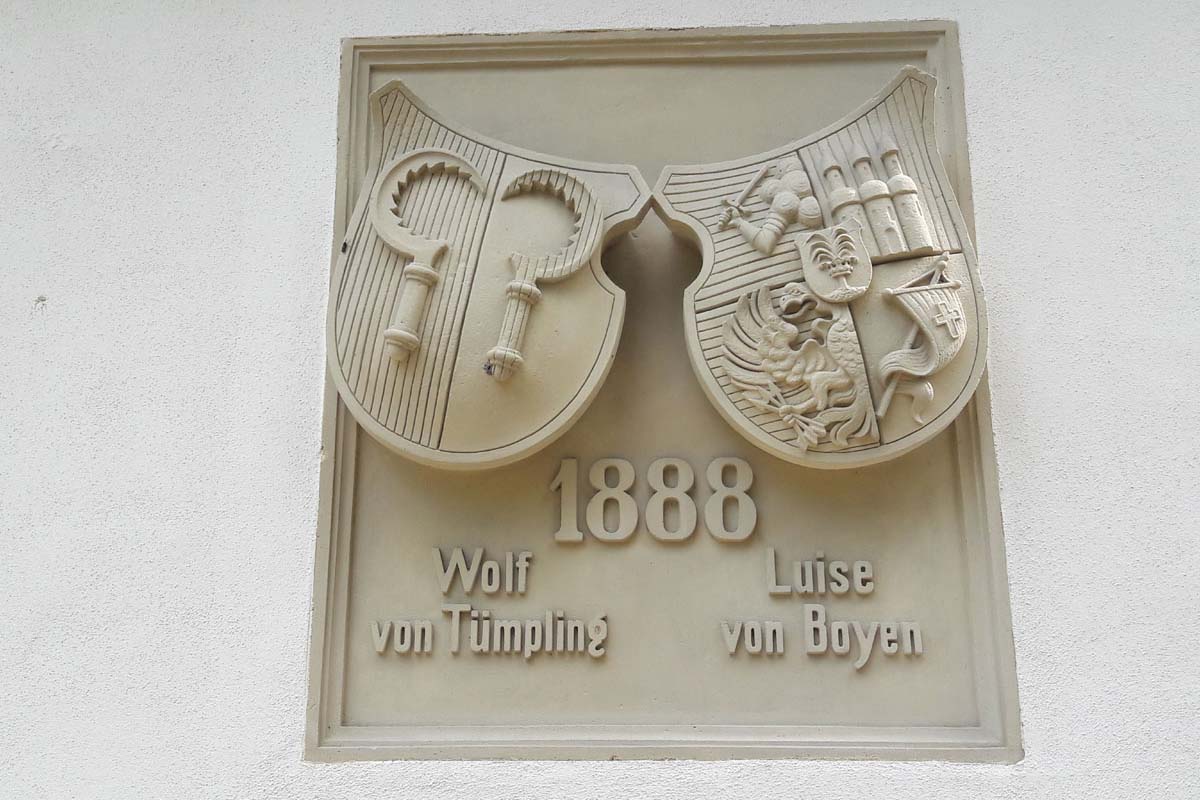 1888
Wolf
von Tümpling
Luise
von Boyen